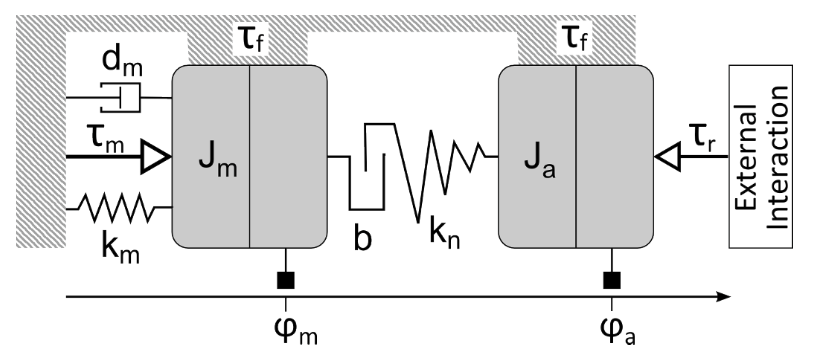 τf
τf
dm
τm
Jm
km
b
kn
Ja
τr
External
Interaction
φm
φa